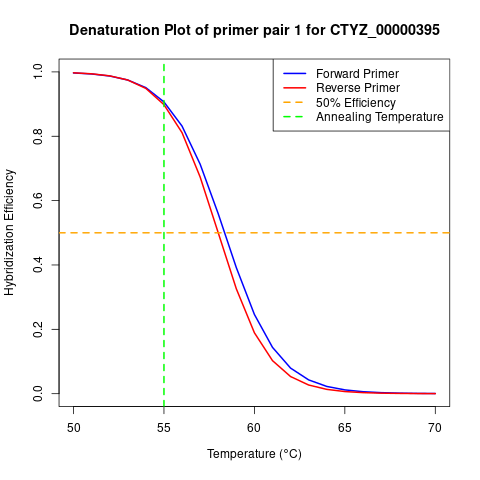 Denaturation Plot of primer pair 1 for CTYZ_00000395
Forward Primer
Reverse Primer
50% Efficiency
Annealing Temperature
Hybridization Efficiency
1.0
0.8
0.6
0.4
0.2
0.0
50 55 60 65 70
Temperature (°C)